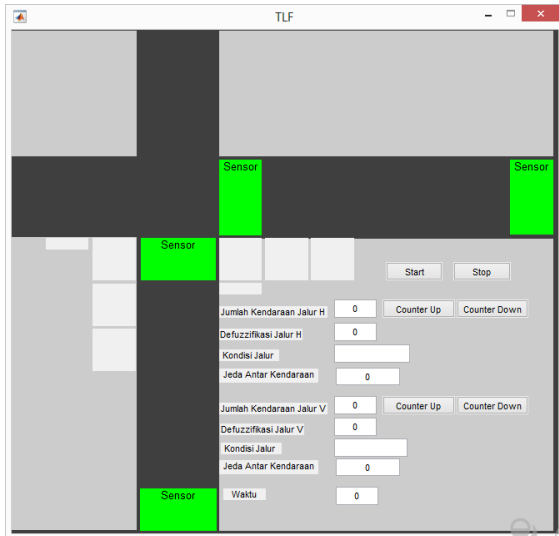 TLF
Sensor Sensor
Sensor
Start Stop
Jumlah Kendaraan Jalur H 0 Counter Up Counter Down
Defuzzifikasi Jalur H 0
Kondisi Jalur
Jeda Antar Kendaraan 0
Jumlah Kendaraan Jalur V 0 Counter Up Counter Down
Defuzzifikasi Jalur V 0
Kondisi Jalur
Jeda Antar Kendaraan 0
Sensor Waktu 0